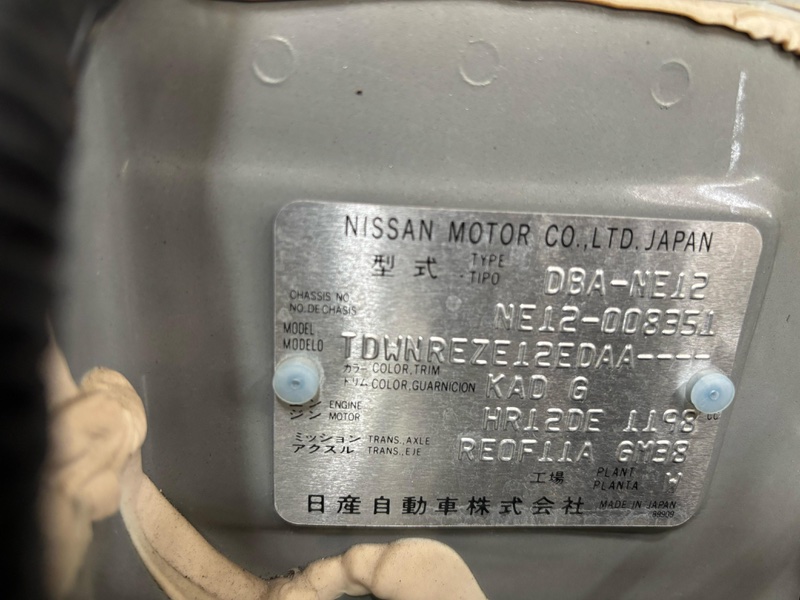 NISSAN MOTOR CO.,LTD.JAPAN
型式 TYPE TIPO DBA-NE12
CHASSIS NO. NO.DE CHASIS NE12-008351
MODEL MODELO TDWNREZE12EDAA----
カラー COLOR,TRIM トリム COLOR,GUARNICION KAD G
エンジン ENGINE MOTOR HR12DE 1198 cc
ミッション アクスル TRANS.,AXLE TRANS.,EJE RE0F11A GM38
工場 PLANT PLANTA W
日産自動車株式会社 MADE IN JAPAN